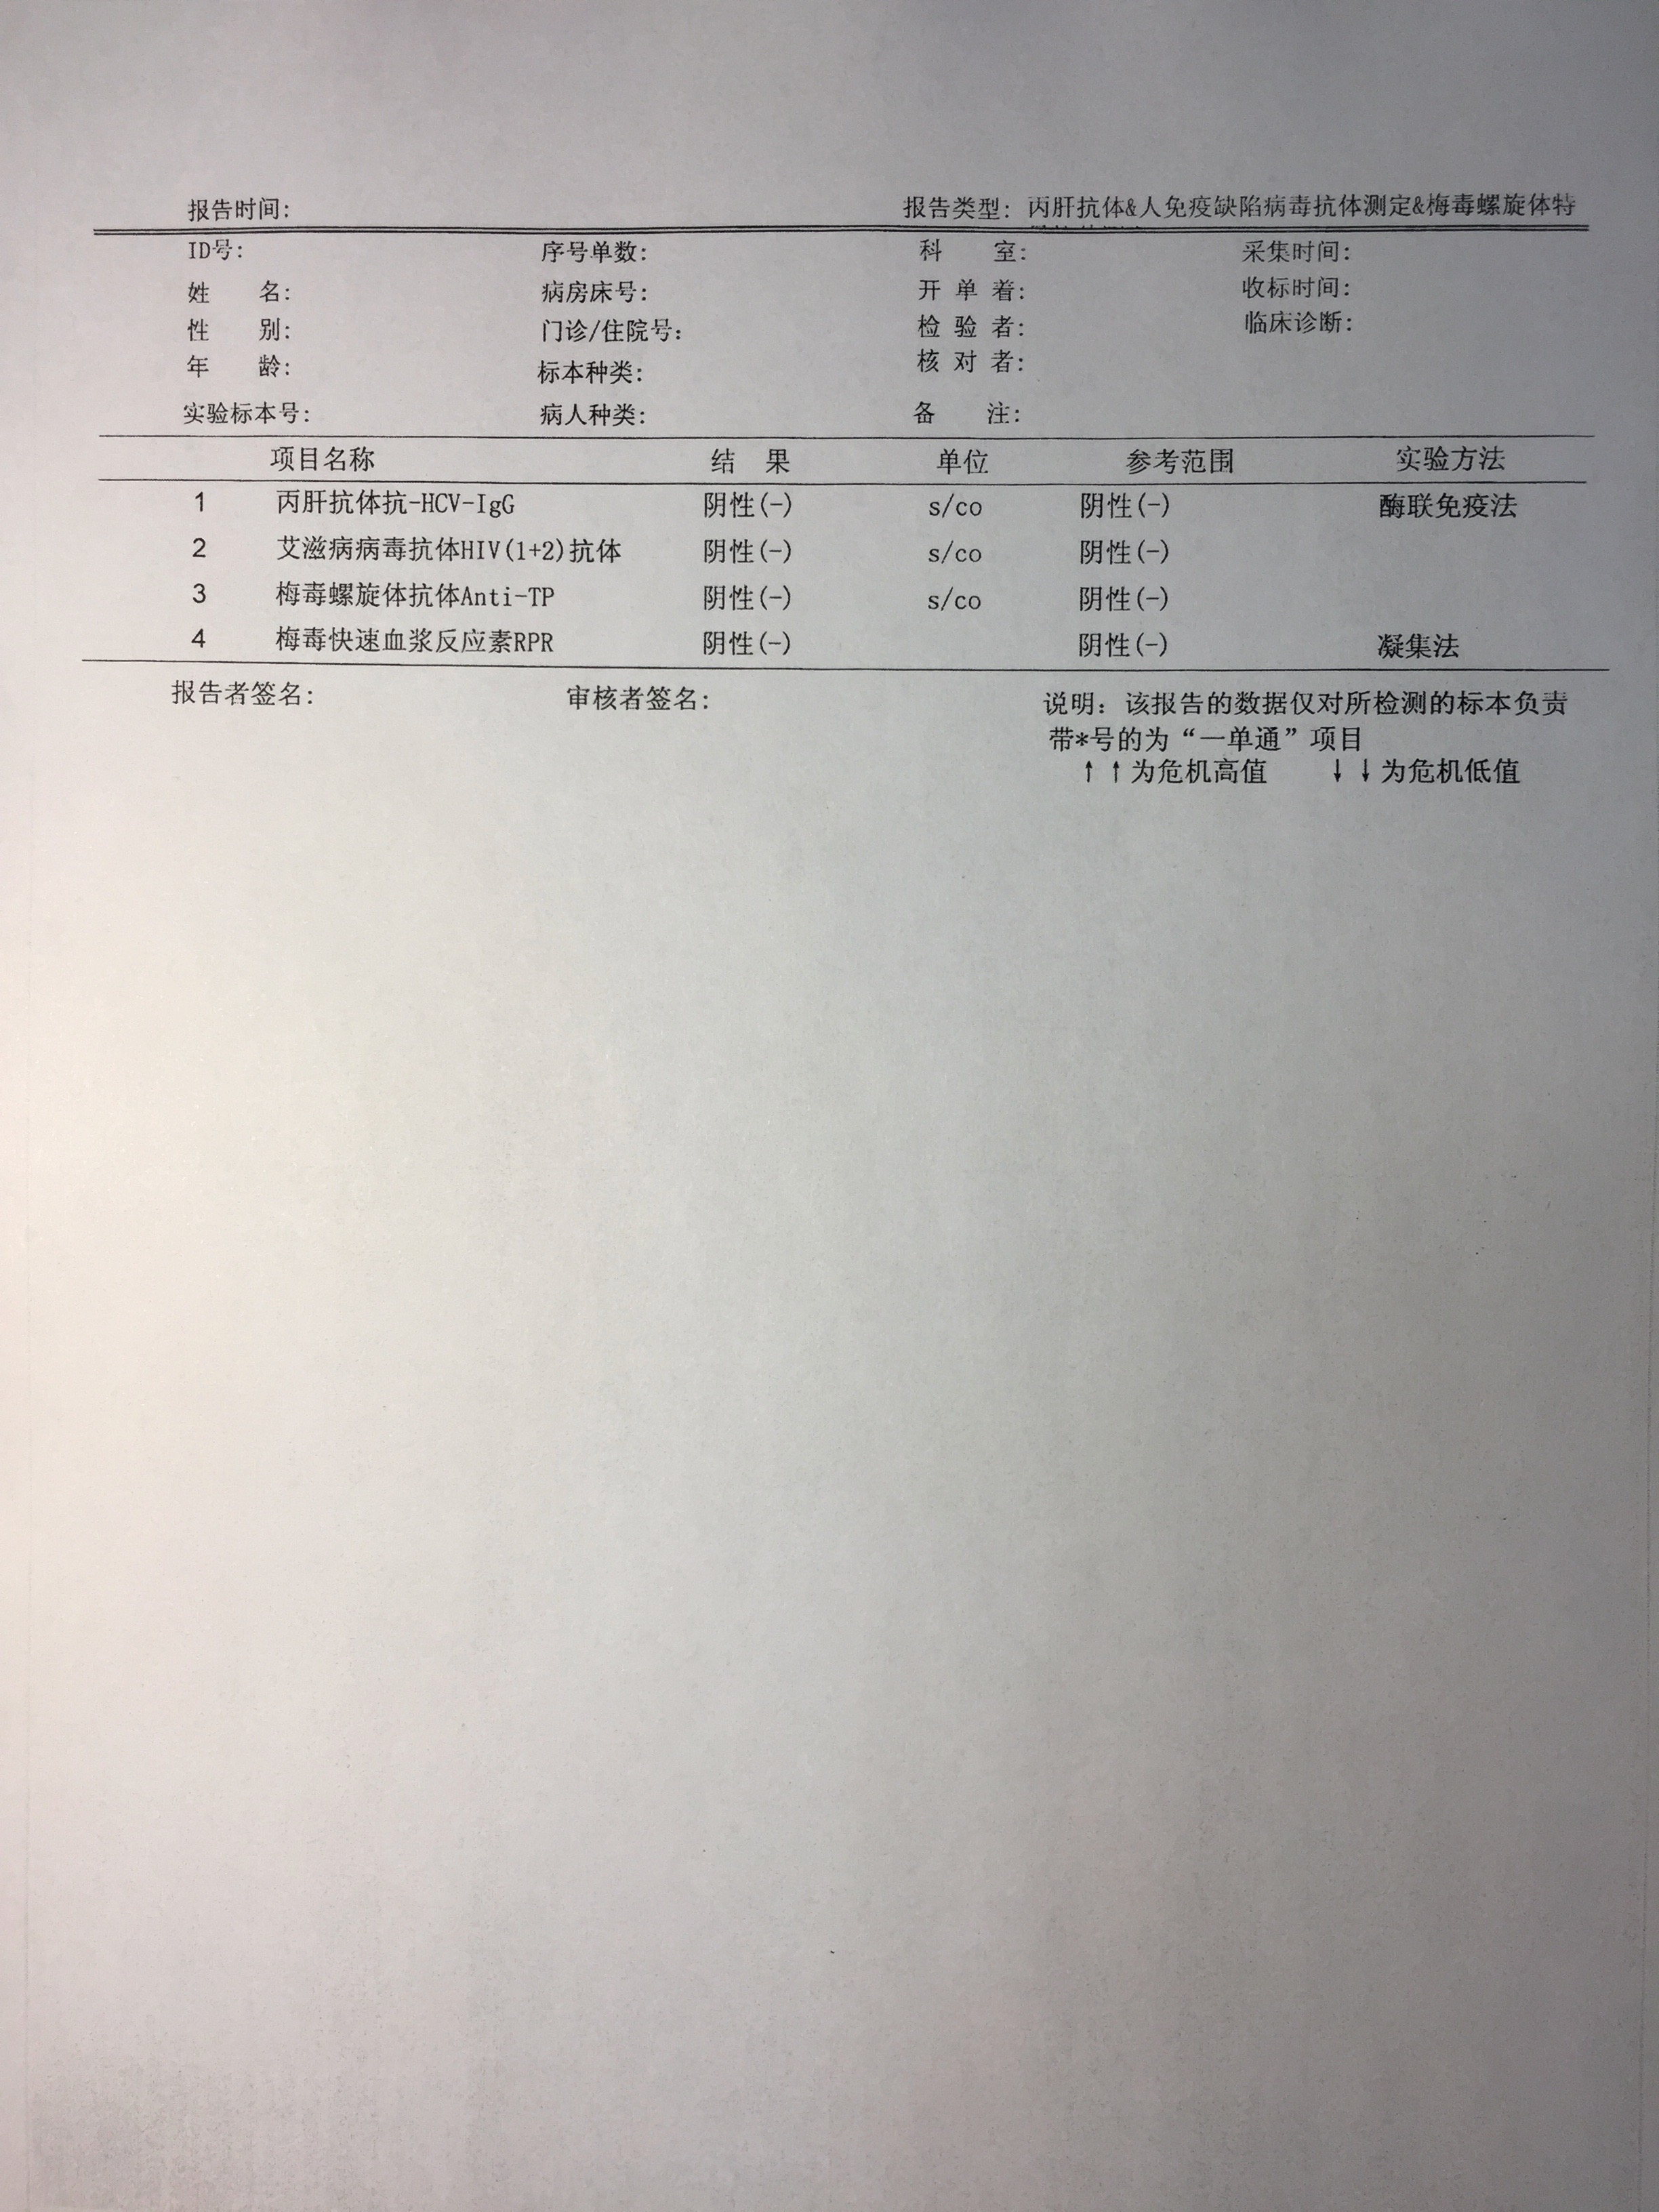 报告时间: 报告类型: 丙肝抗体&人免疫缺陷病毒抗体测定&梅毒螺旋体特
ID号: 序号单数: 科 室: 采集时间:
姓 名: 病房床号: 开 单 着: 收标时间:
性 别: 门诊/住院号: 检 验 者: 临床诊断:
年 龄: 标本种类: 核 对 者:
实验标本号: 病人种类: 备 注:
项目名称 结 果 单位 参考范围 实验方法
1 丙肝抗体抗-HCV-IgG 阴性(-) s/co 阴性(-) 酶联免疫法
2 艾滋病病毒抗体HIV(1+2)抗体 阴性(-) s/co 阴性(-)
3 梅毒螺旋体抗体Anti-TP 阴性(-) s/co 阴性(-)
4 梅毒快速血浆反应素RPR 阴性(-) 阴性(-) 凝集法
报告者签名: 审核者签名: 说明: 该报告的数据仅对所检测的标本负责
带*号的为“一单通”项目
↑↑为危机高值 ↓↓为危机低值